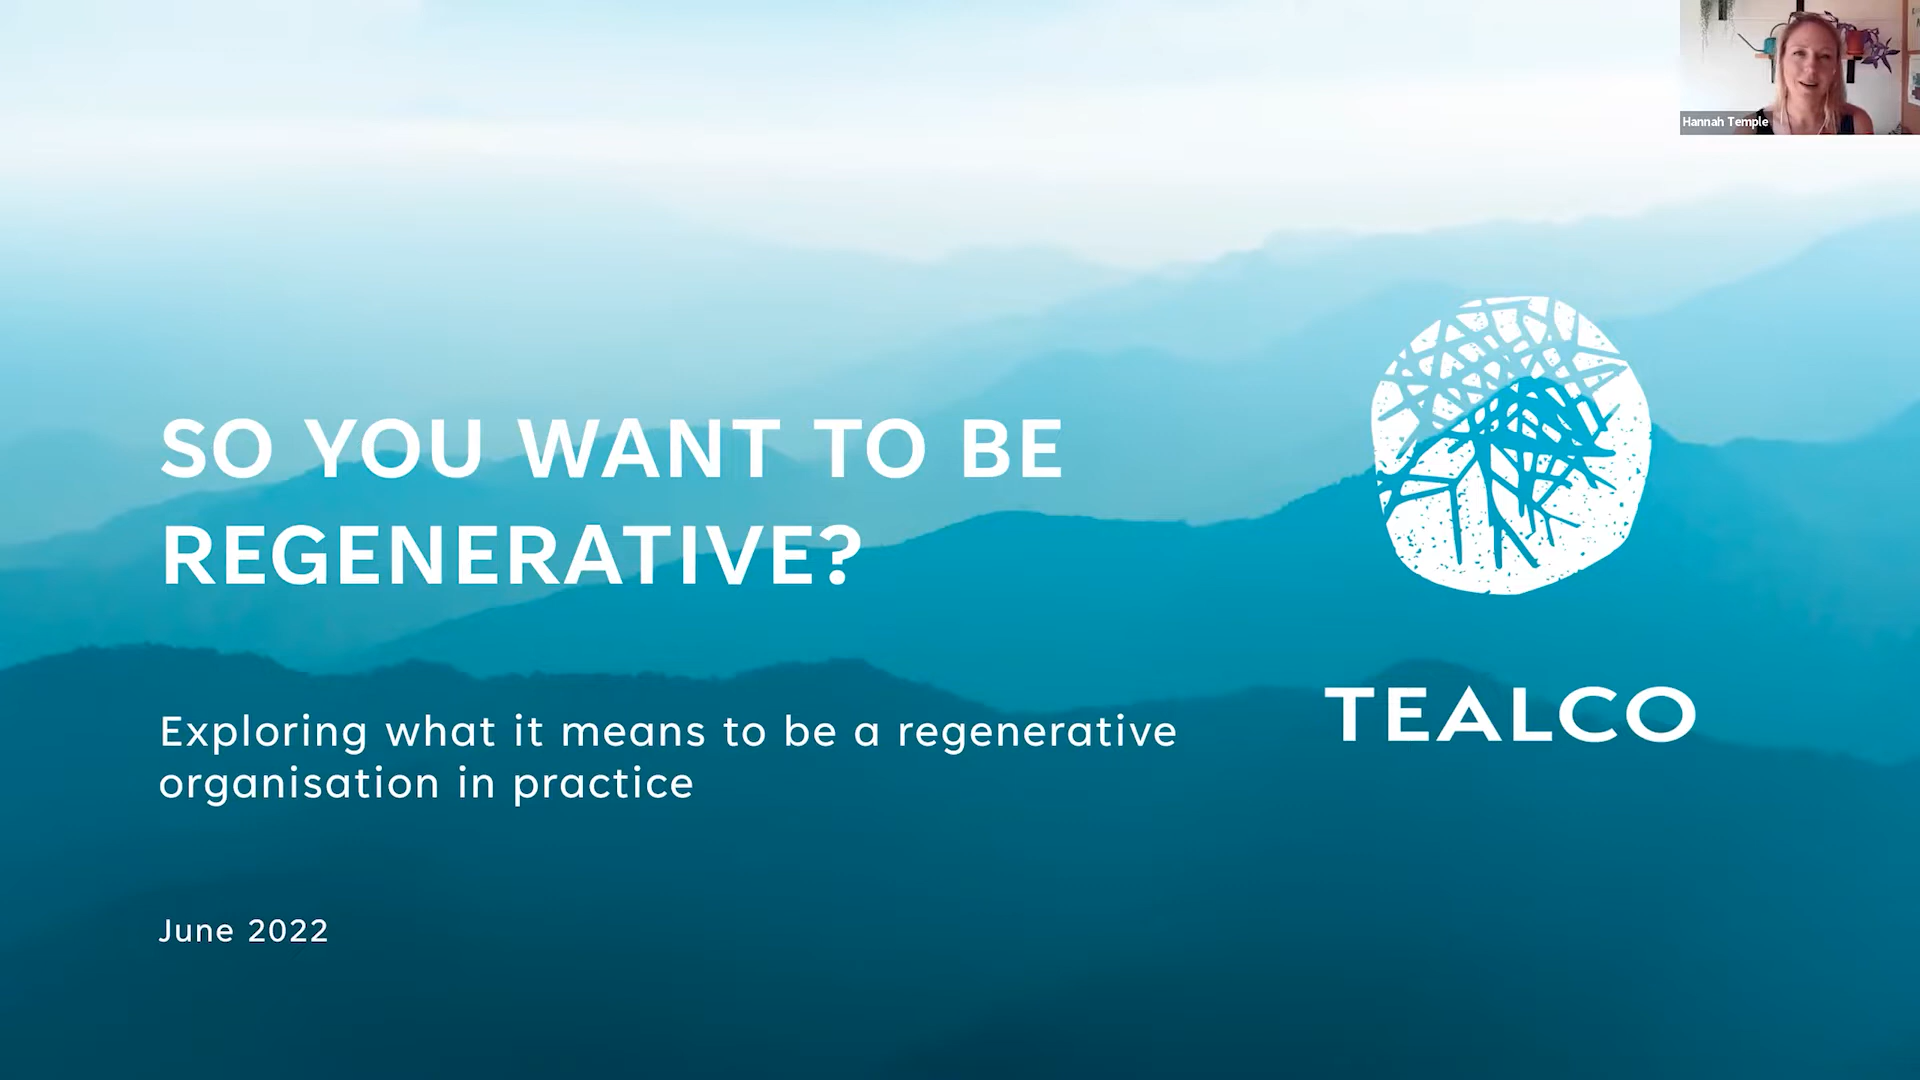 Hannah Temple
SO YOU WANT TO BE
REGENERATIVE?
TEALCO
Exploring what it means to be a regenerative
organisation in practice
June 2022